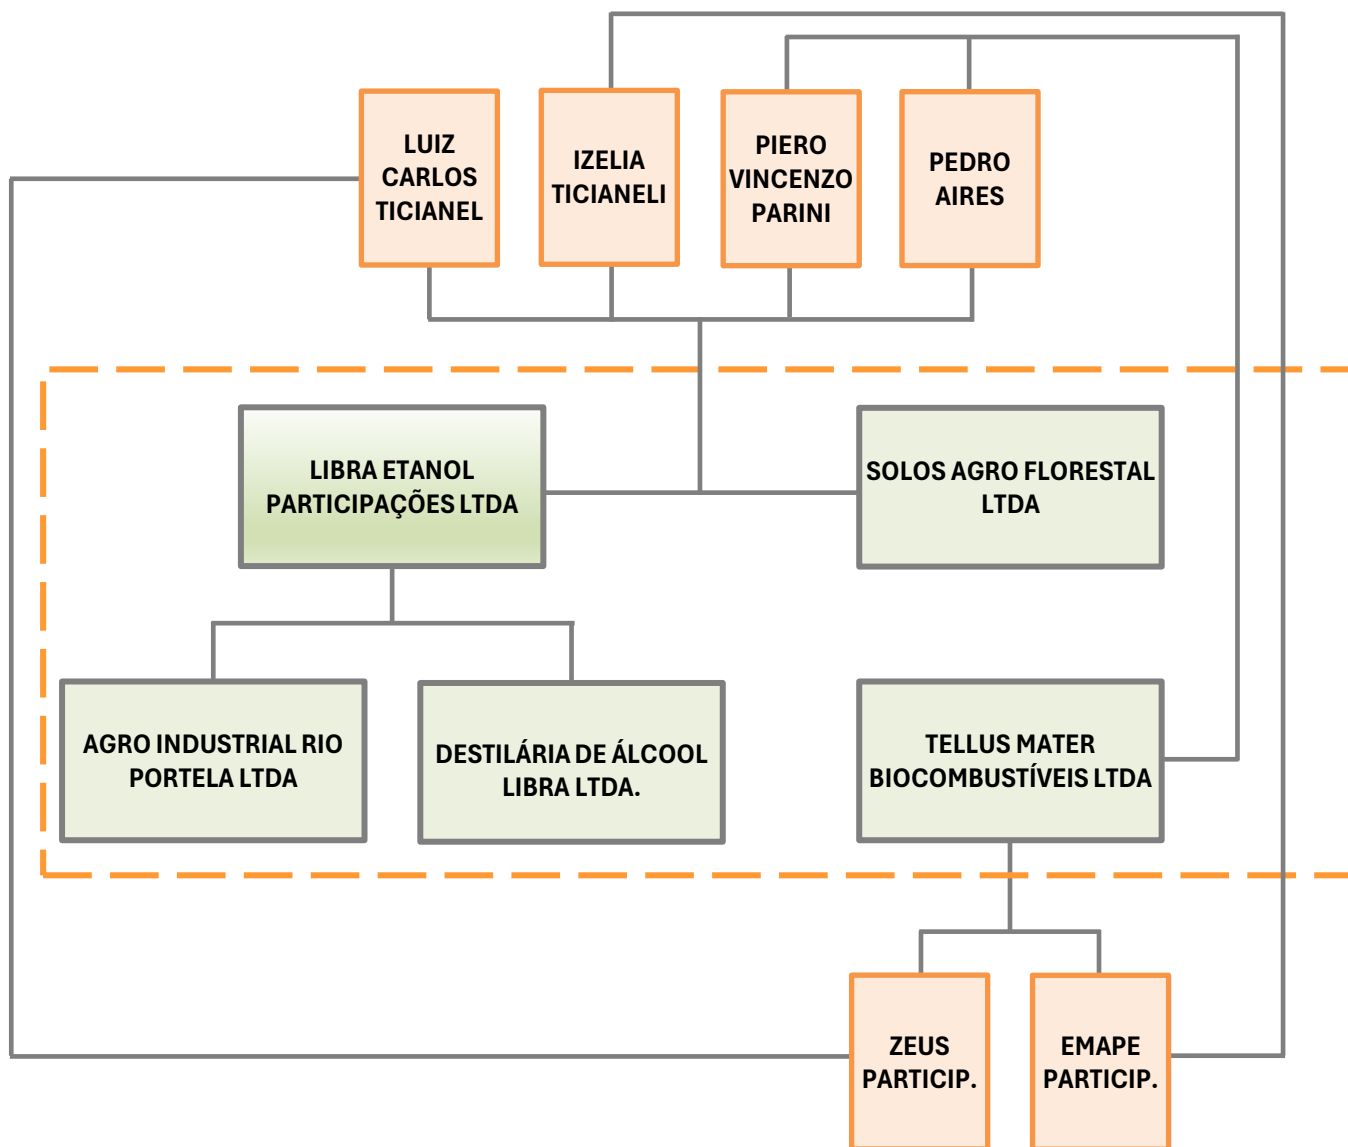 LUIZ
CARLOS
TICIANEL
IZELIA
TICIANELI
PIERO
VINCENZO
PARINI
PEDRO
AIRES
LIBRA ETANOL
PARTICIPAÇÕES LTDA
SOLOS AGRO FLORESTAL
LTDA
AGRO INDUSTRIAL RIO
PORTELA LTDA
DESTILÁRIA DE ÁLCOOL
LIBRA LTDA.
TELLUS MATER
BIOCOMBUSTÍVEIS LTDA
ZEUS
PARTICIP.
EMAPE
PARTICIP.